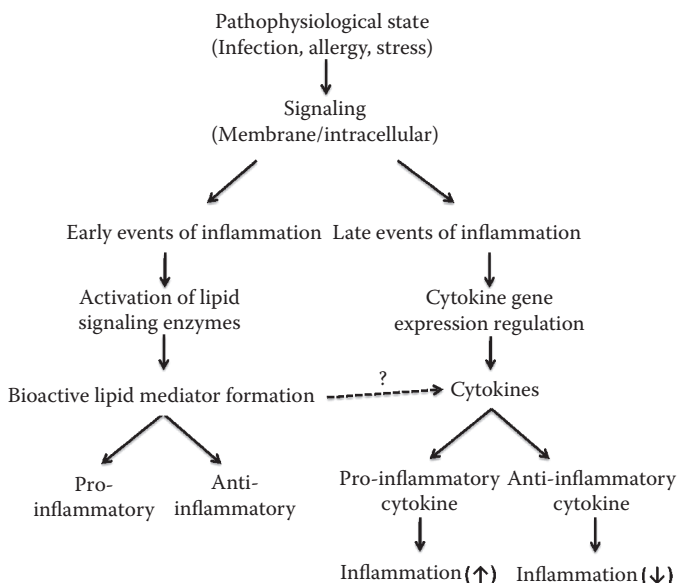 Pathophysiological state
(Infection, allergy, stress)
Signaling
(Membrane/intracellular)
Early events of inflammation
Late events of inflammation
Activation of lipid
signaling enzymes
Cytokine gene
expression regulation
Bioactive lipid mediator formation
?
Cytokines
Pro-
inflammatory
Anti-
inflammatory
Pro-inflammatory
cytokine
Anti-inflammatory
cytokine
Inflammation (↑)
Inflammation (↓)